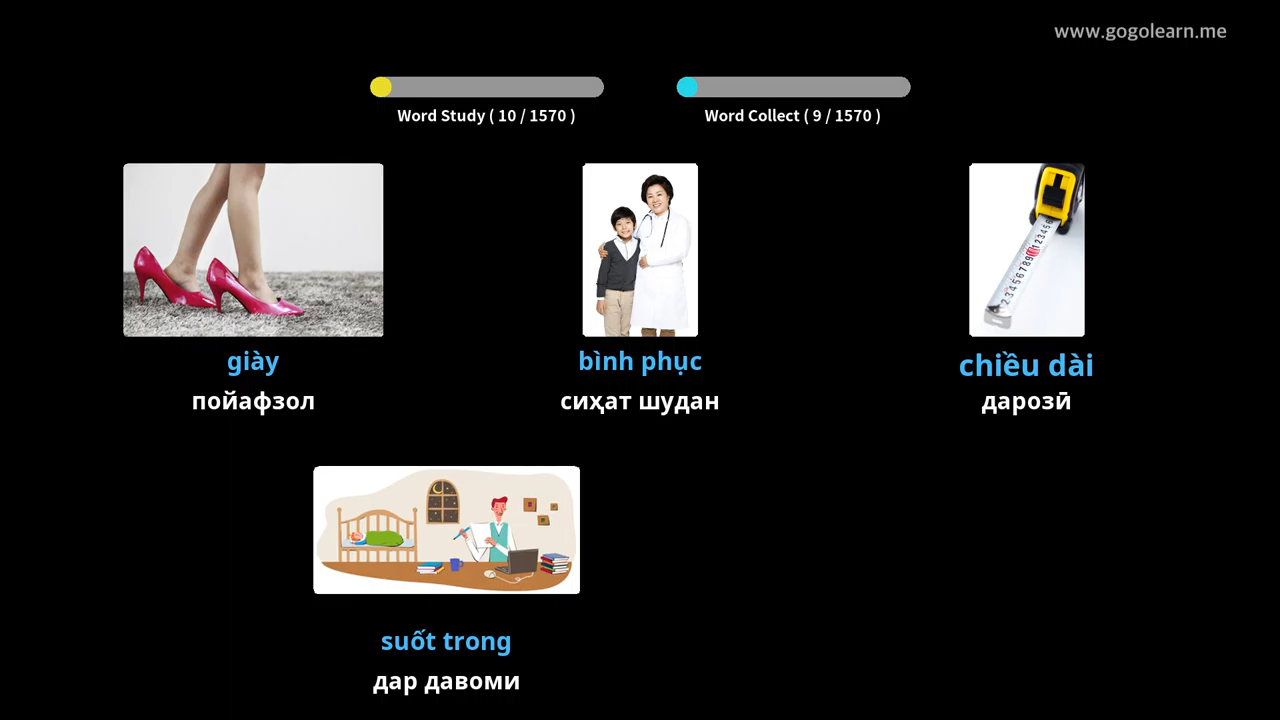 www.gogolearn.me
Word Study ( 10 / 1570 )
Word Collect ( 9 / 1570 )
giày
bình phục
chiều dài
пойафзол
сиҳат шудан
дарозӣ
suốt trong
дар давоми